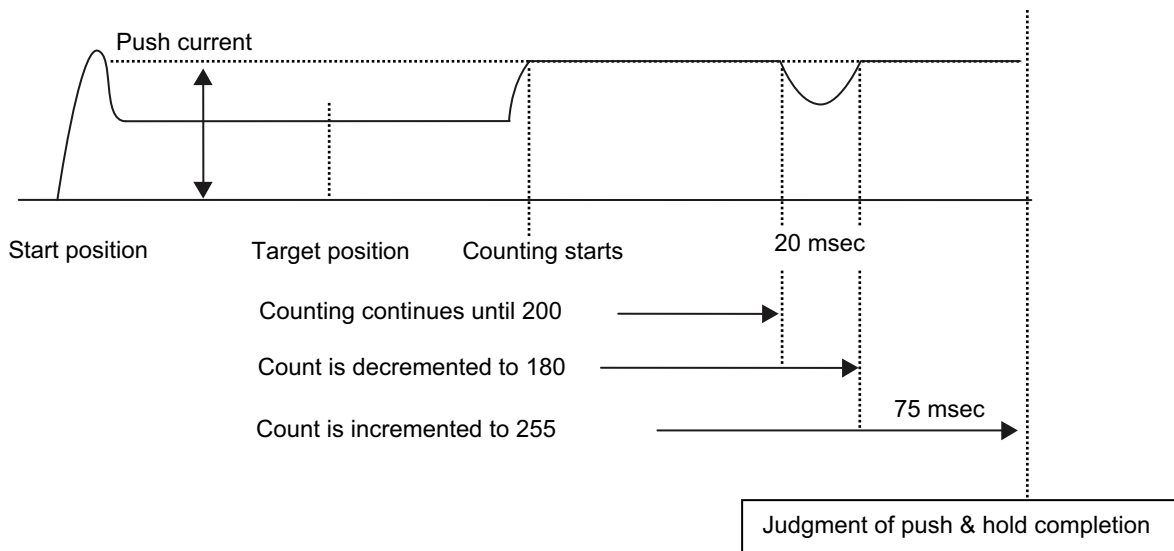 Push current
Start position
Target position
Counting starts
20 msec
Counting continues until 200
Count is decremented to 180
75 msec
Count is incremented to 255
Judgment of push & hold completion